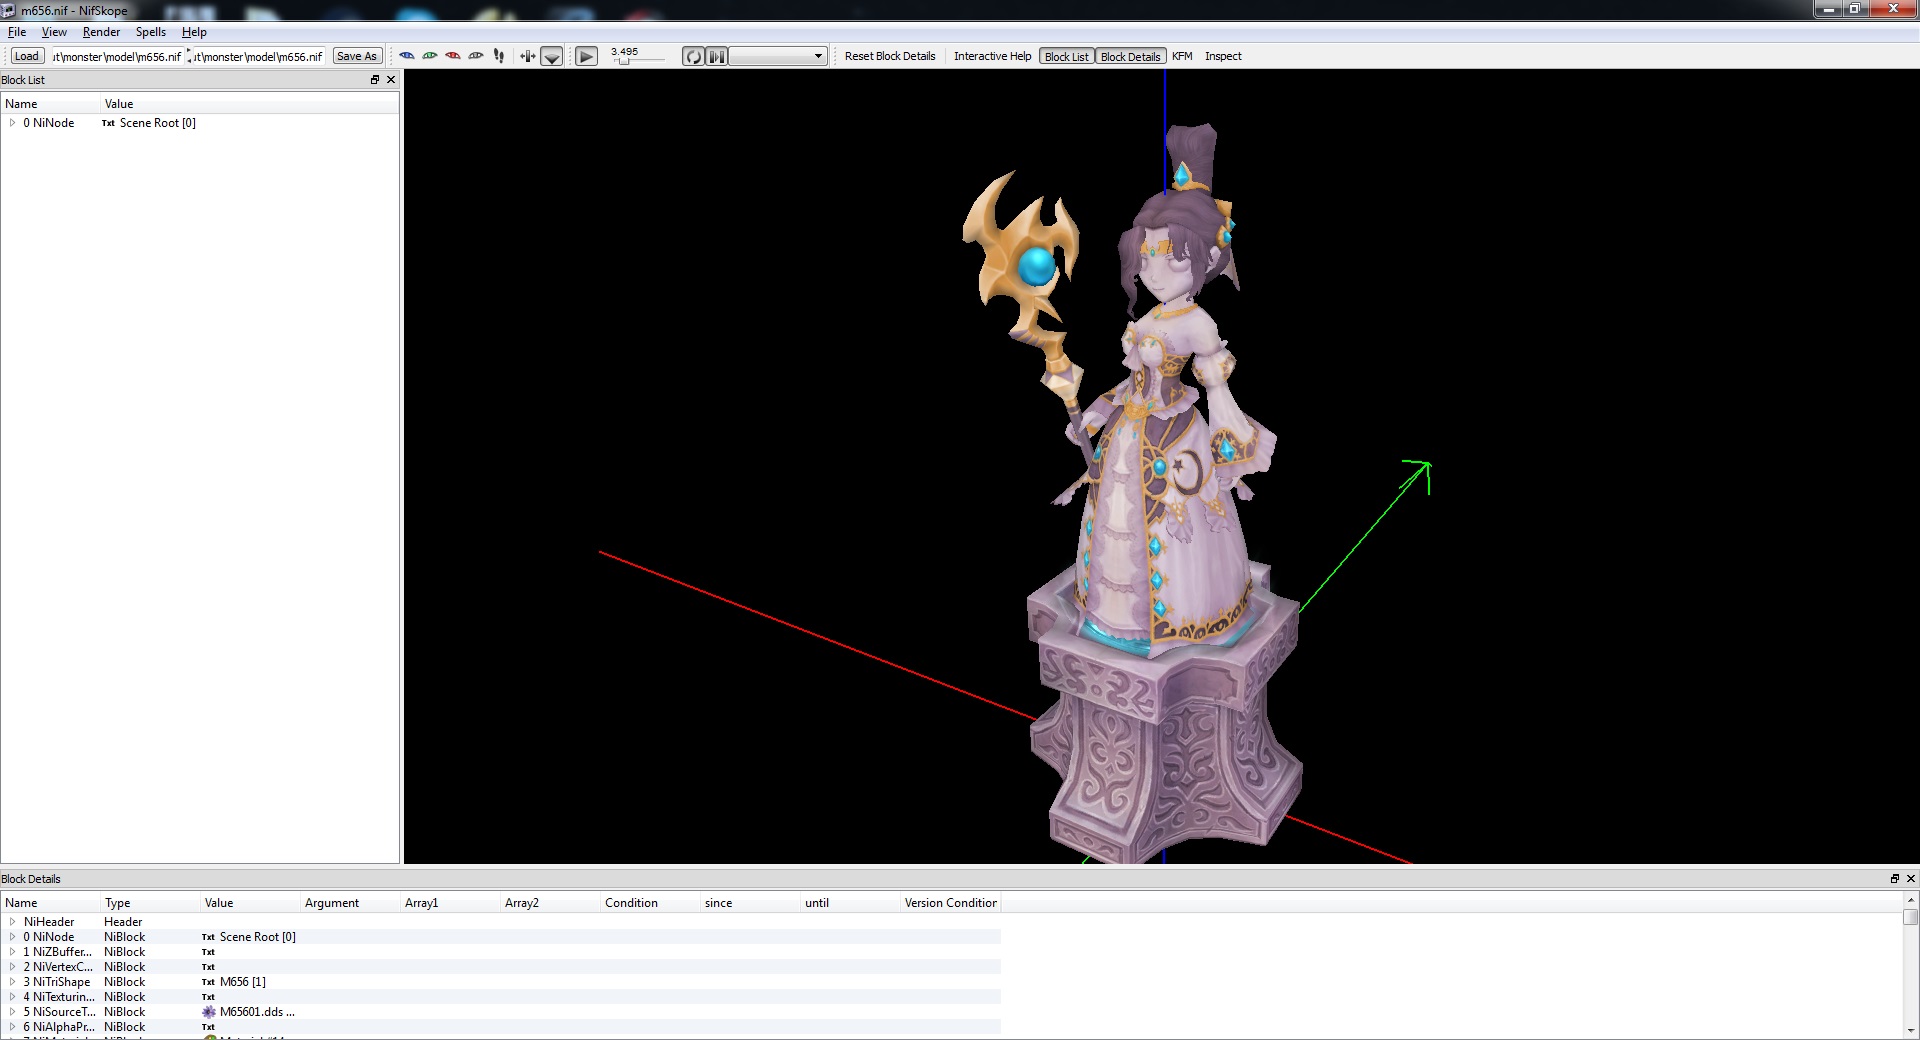 m656.nif - NifSkope
File View Render Spells Help
Load ut\monster\model\m656.nif ut\monster\model\m656.nif Save As 3.495 Reset Block Details Interactive Help Block List Block Details KFM Inspect
Block List
Name Value
0 NiNode Txt Scene Root [0]
Block Details
Name Type Value Argument Array1 Array2 Condition since until Version Condition
NiHeader Header
0 NiNode NiBlock Txt Scene Root [0]
1 NiZBuffer... NiBlock Txt
2 NiVertexC... NiBlock Txt
3 NiTriShape NiBlock Txt M656 [1]
4 NiTexturin... NiBlock Txt
5 NiSourceT... NiBlock M65601.dds ...
6 NiAlphaPr... NiBlock Txt